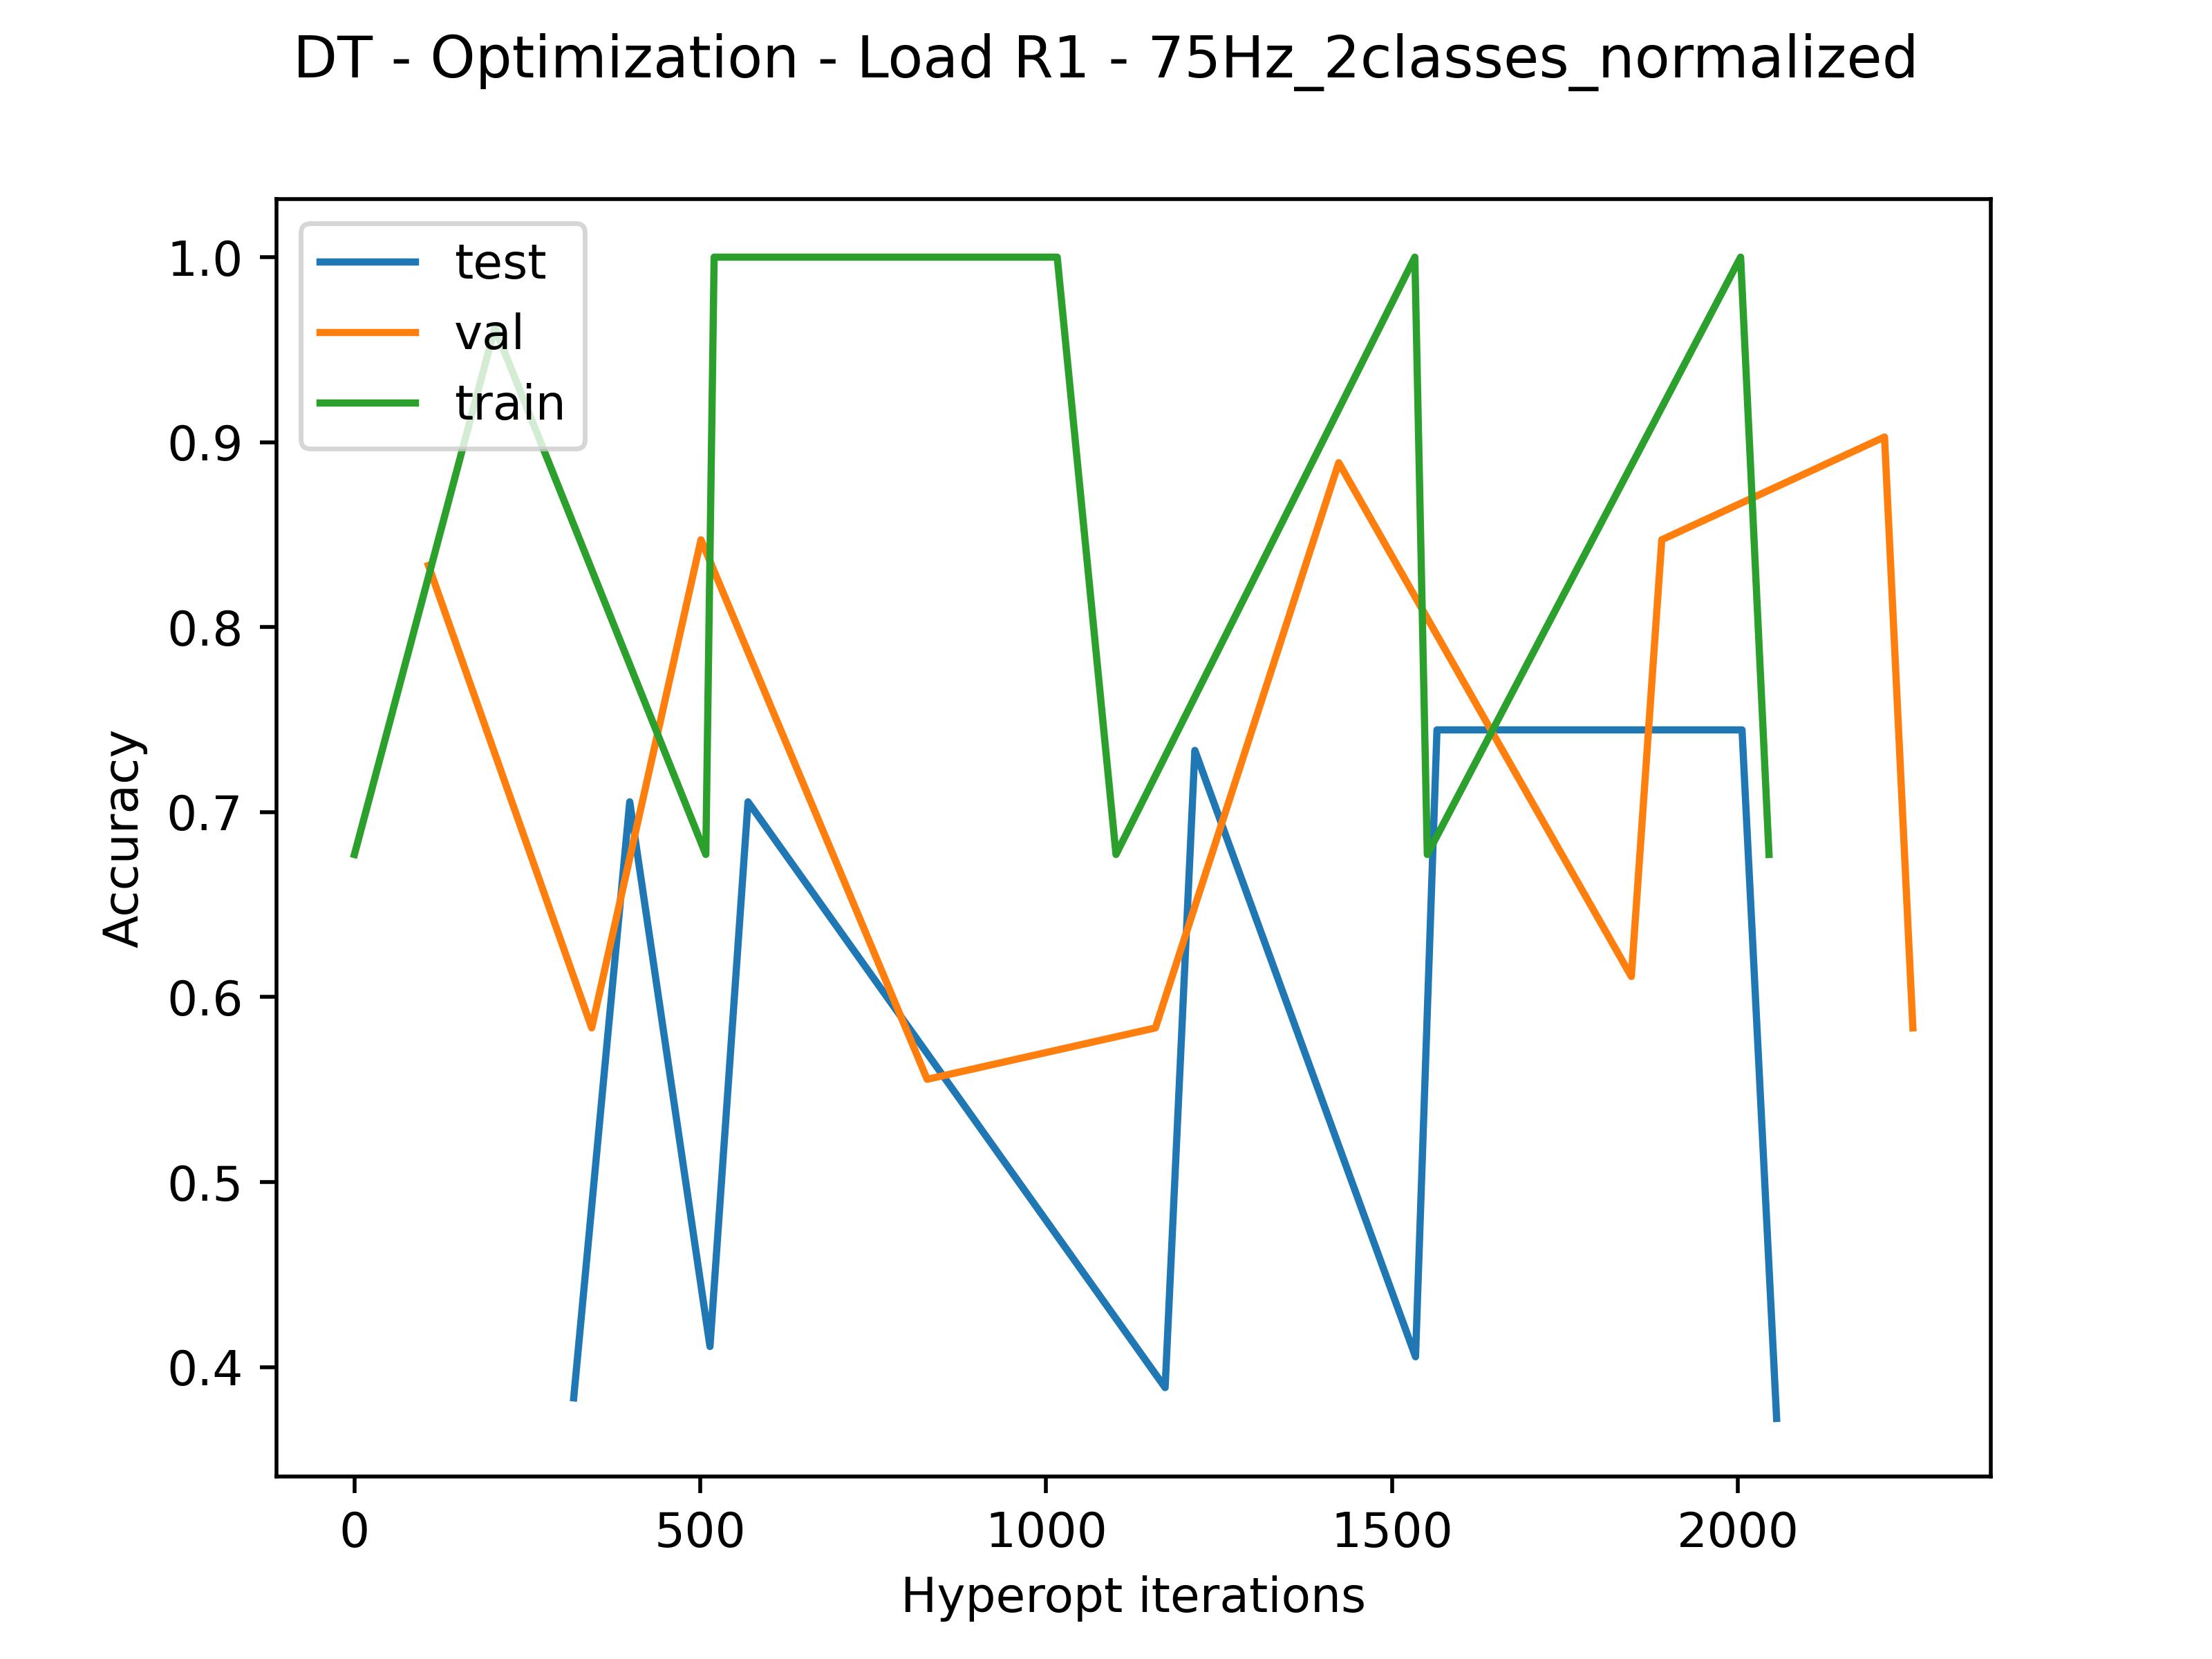 DT - Optimization - Load R1 - 75Hz_2classes_normalized
test
val
train
1.0
0.9
0.8
0.7
0.6
0.5
0.4
Accuracy
0 500 1000 1500 2000
Hyperopt iterations